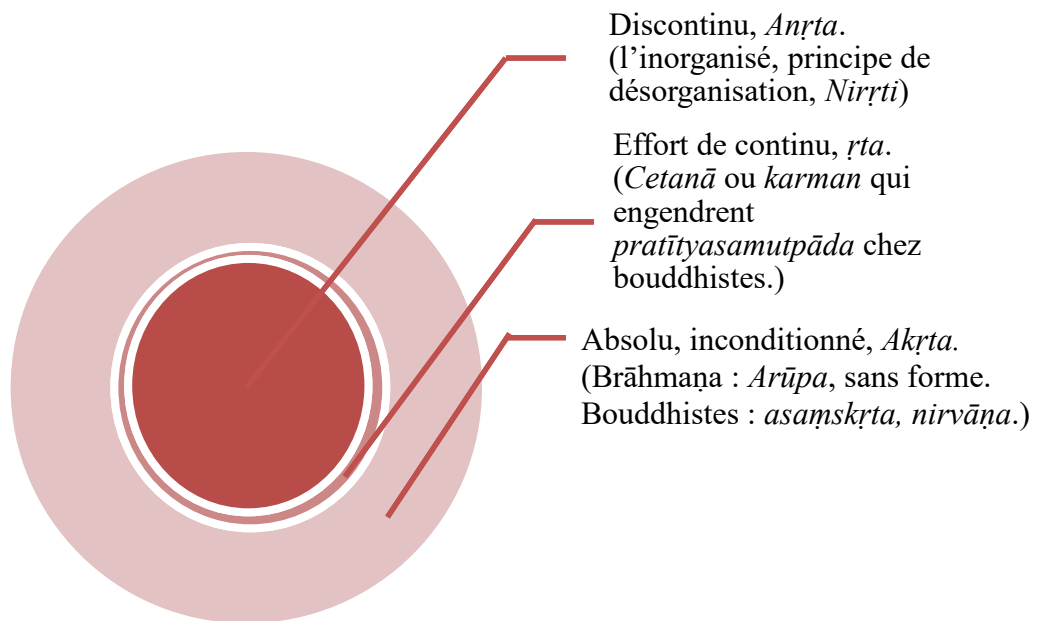 Discontinu, Anṛta.
(l’inorganisé, principe de
désorganisation, Nirṛti)
Effort de continu, ṛta.
(Cetanā ou karman qui
engendrent
pratītyasamutpāda chez
bouddhistes.)
Absolu, inconditionné, Akṛta.
(Brāhmaṇa : Arūpa, sans forme.
Bouddhistes : asaṃskṛta, nirvāṇa.)